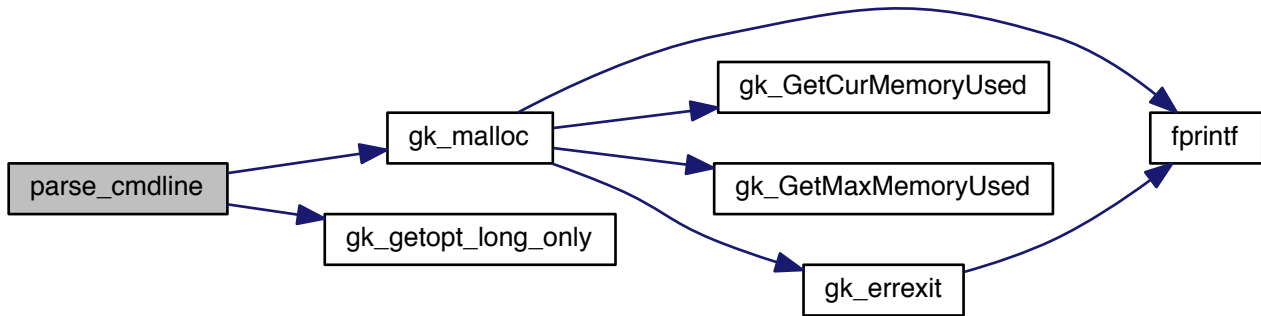 parse_cmdline
gk_malloc
gk_getopt_long_only
gk_GetCurMemoryUsed
gk_GetMaxMemoryUsed
gk_errexit
fprintf